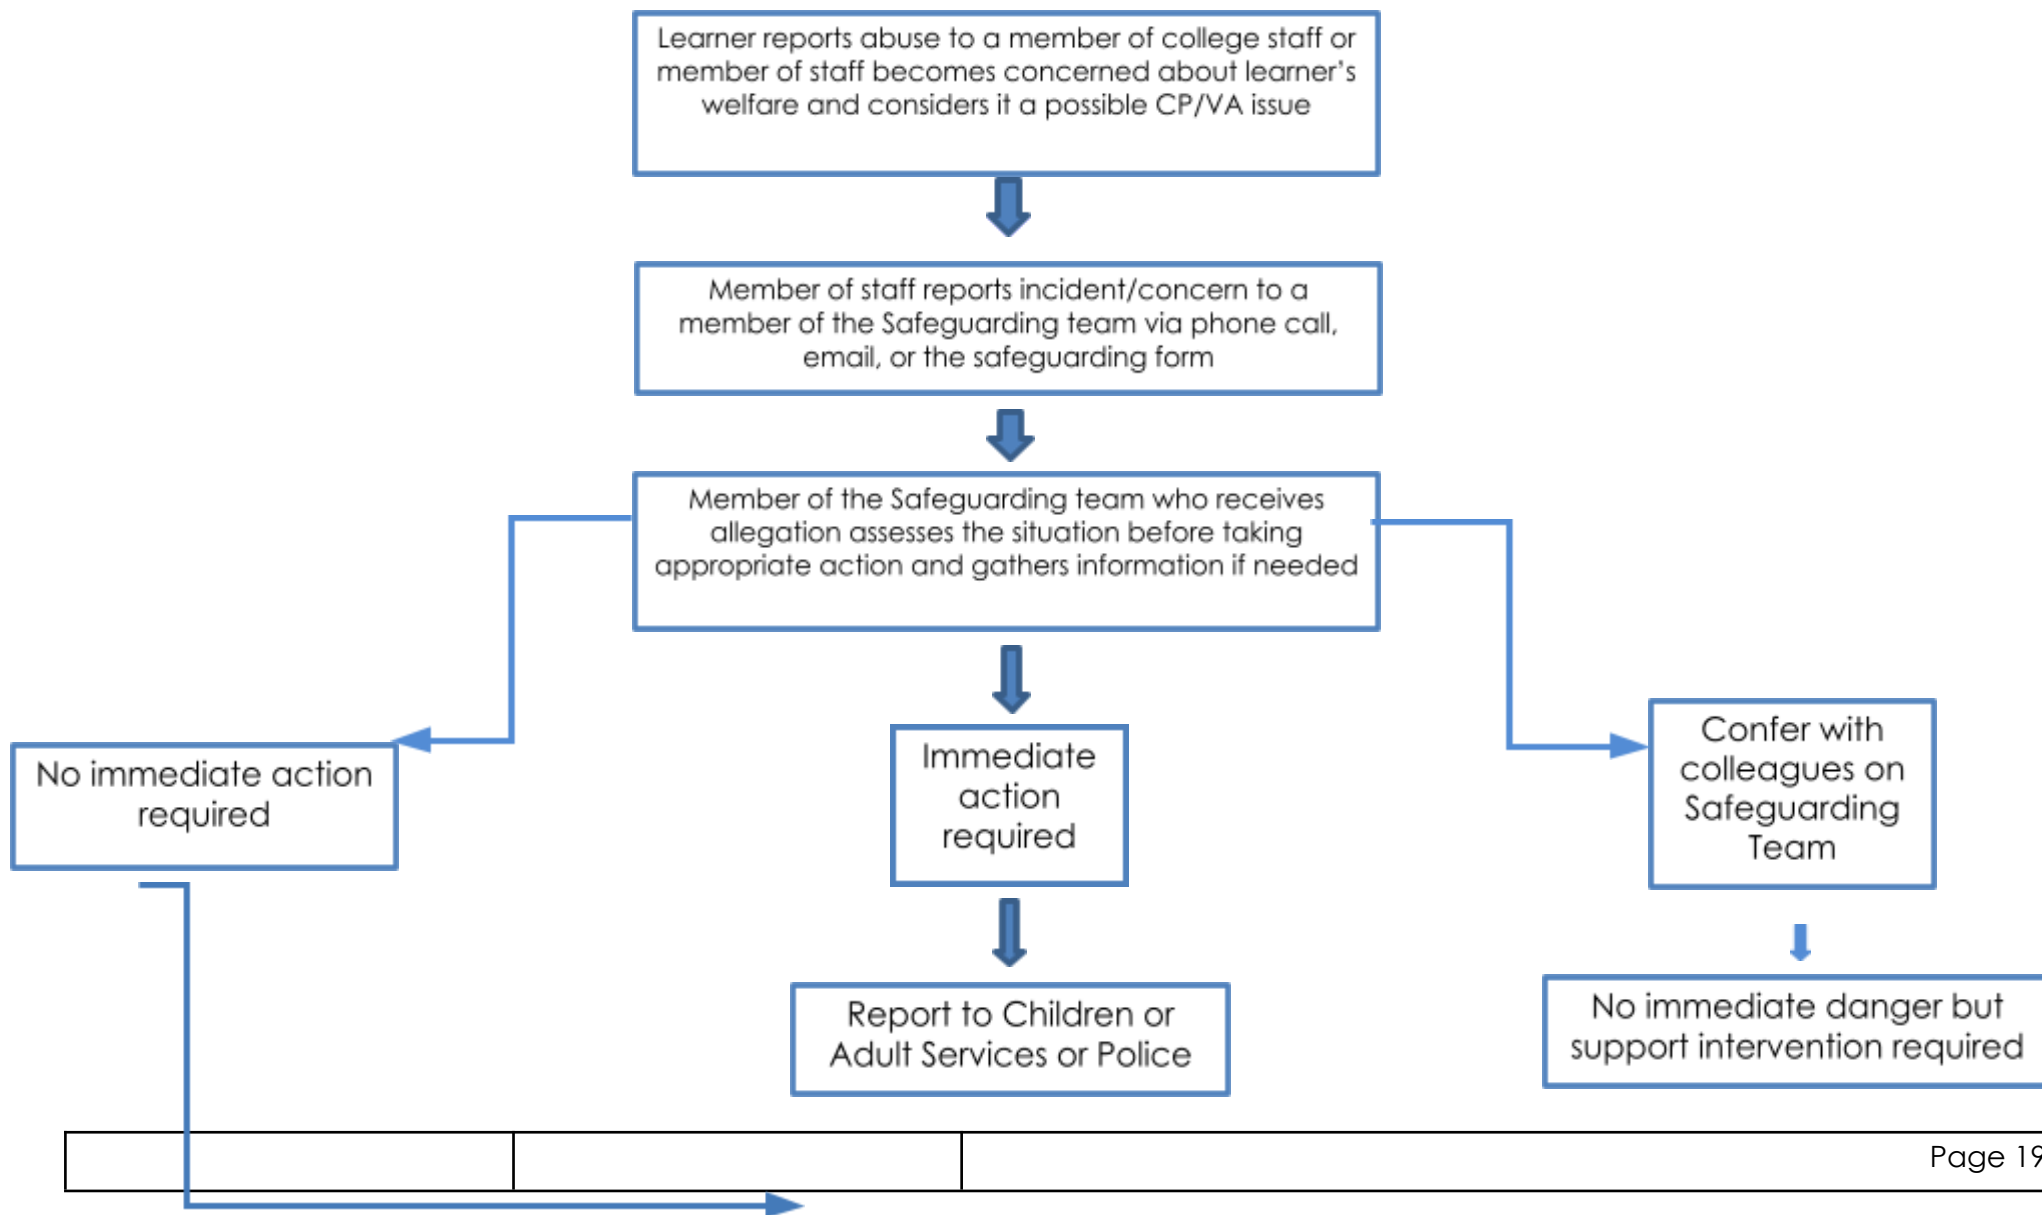 Learner reports abuse to a member of college staff or
member of staff becomes concerned about learner's
welfare and considers it a possible CP/VA issue
Member of staff reports incident/concern to a
member of the Safeguarding team via phone call,
email, or the safeguarding form
Member of the Safeguarding team who receives
allegation assesses the situation before taking
appropriate action and gathers information if needed
No immediate action
required
Immediate
action
required
Confer with
colleagues on
Safeguarding
Team
Report to Children or
Adult Services or Police
No immediate danger but
support intervention required
Page 19